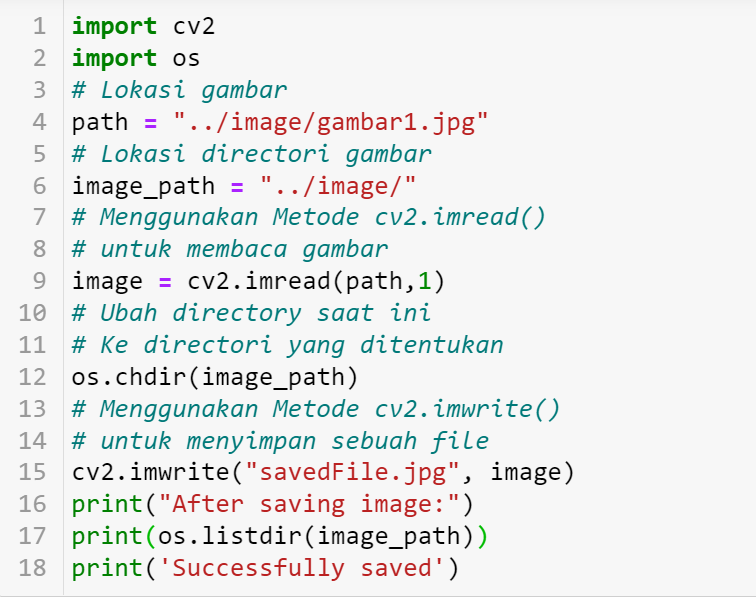 1 import cv2
2 import os
3 # Lokasi gambar
4 path = "../image/gambar1.jpg"
5 # Lokasi directori gambar
6 image_path = "../image/"
7 # Menggunakan Metode cv2.imread()
8 # untuk membaca gambar
9 image = cv2.imread(path,1)
10 # Ubah directory saat ini
11 # Ke directori yang ditentukan
12 os.chdir(image_path)
13 # Menggunakan Metode cv2.imwrite()
14 # untuk menyimpan sebuah file
15 cv2.imwrite("savedFile.jpg", image)
16 print("After saving image:")
17 print(os.listdir(image_path))
18 print('Successfully saved')